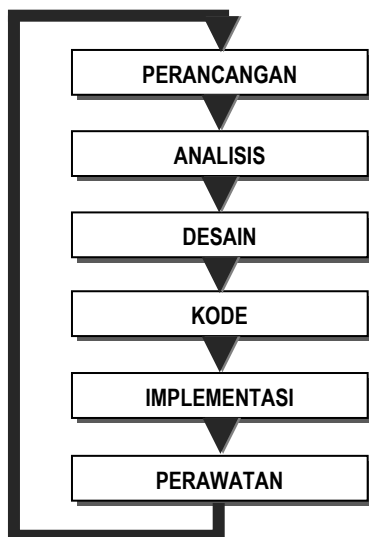 PERANCANGAN
ANALISIS
DESAIN
KODE
IMPLEMENTASI
PERAWATAN